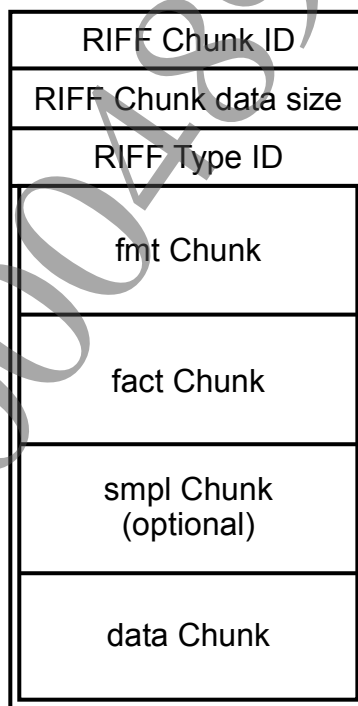 RIFF Chunk ID
RIFF Chunk data size
RIFF Type ID
fmt Chunk
fact Chunk
smpl Chunk
(optional)
data Chunk